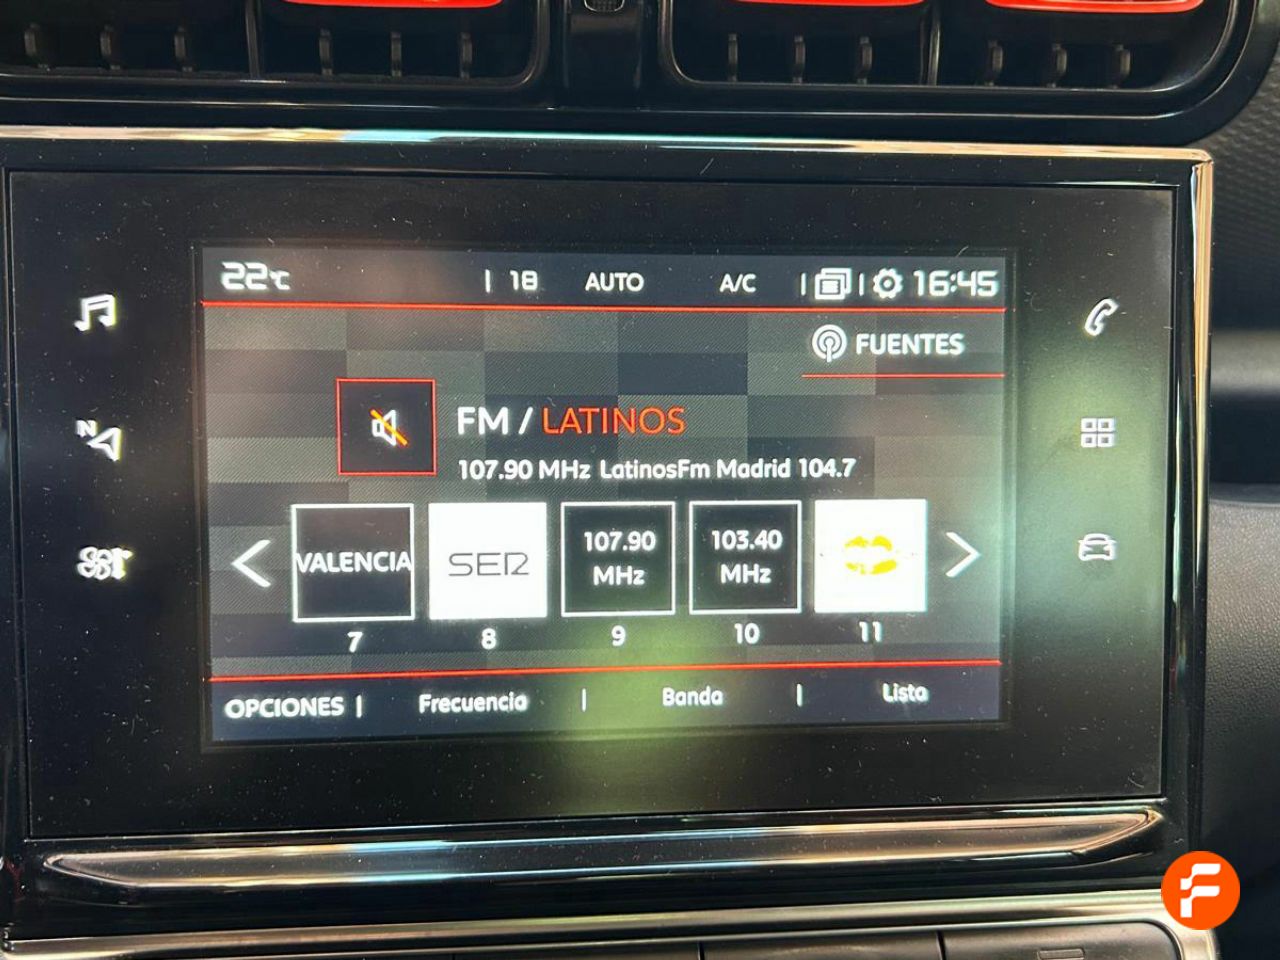 22°C | 18 AUTO A/C | | 16:45
FUENTES
FM / LATINOS
107.90 MHz LatinosFm Madrid 104.7
VALENCIA
SER
107.90
MHz
103.40
MHz
7 8 9 10 11
OPCIONES | Frecuencia | Banda | Lista
N
F